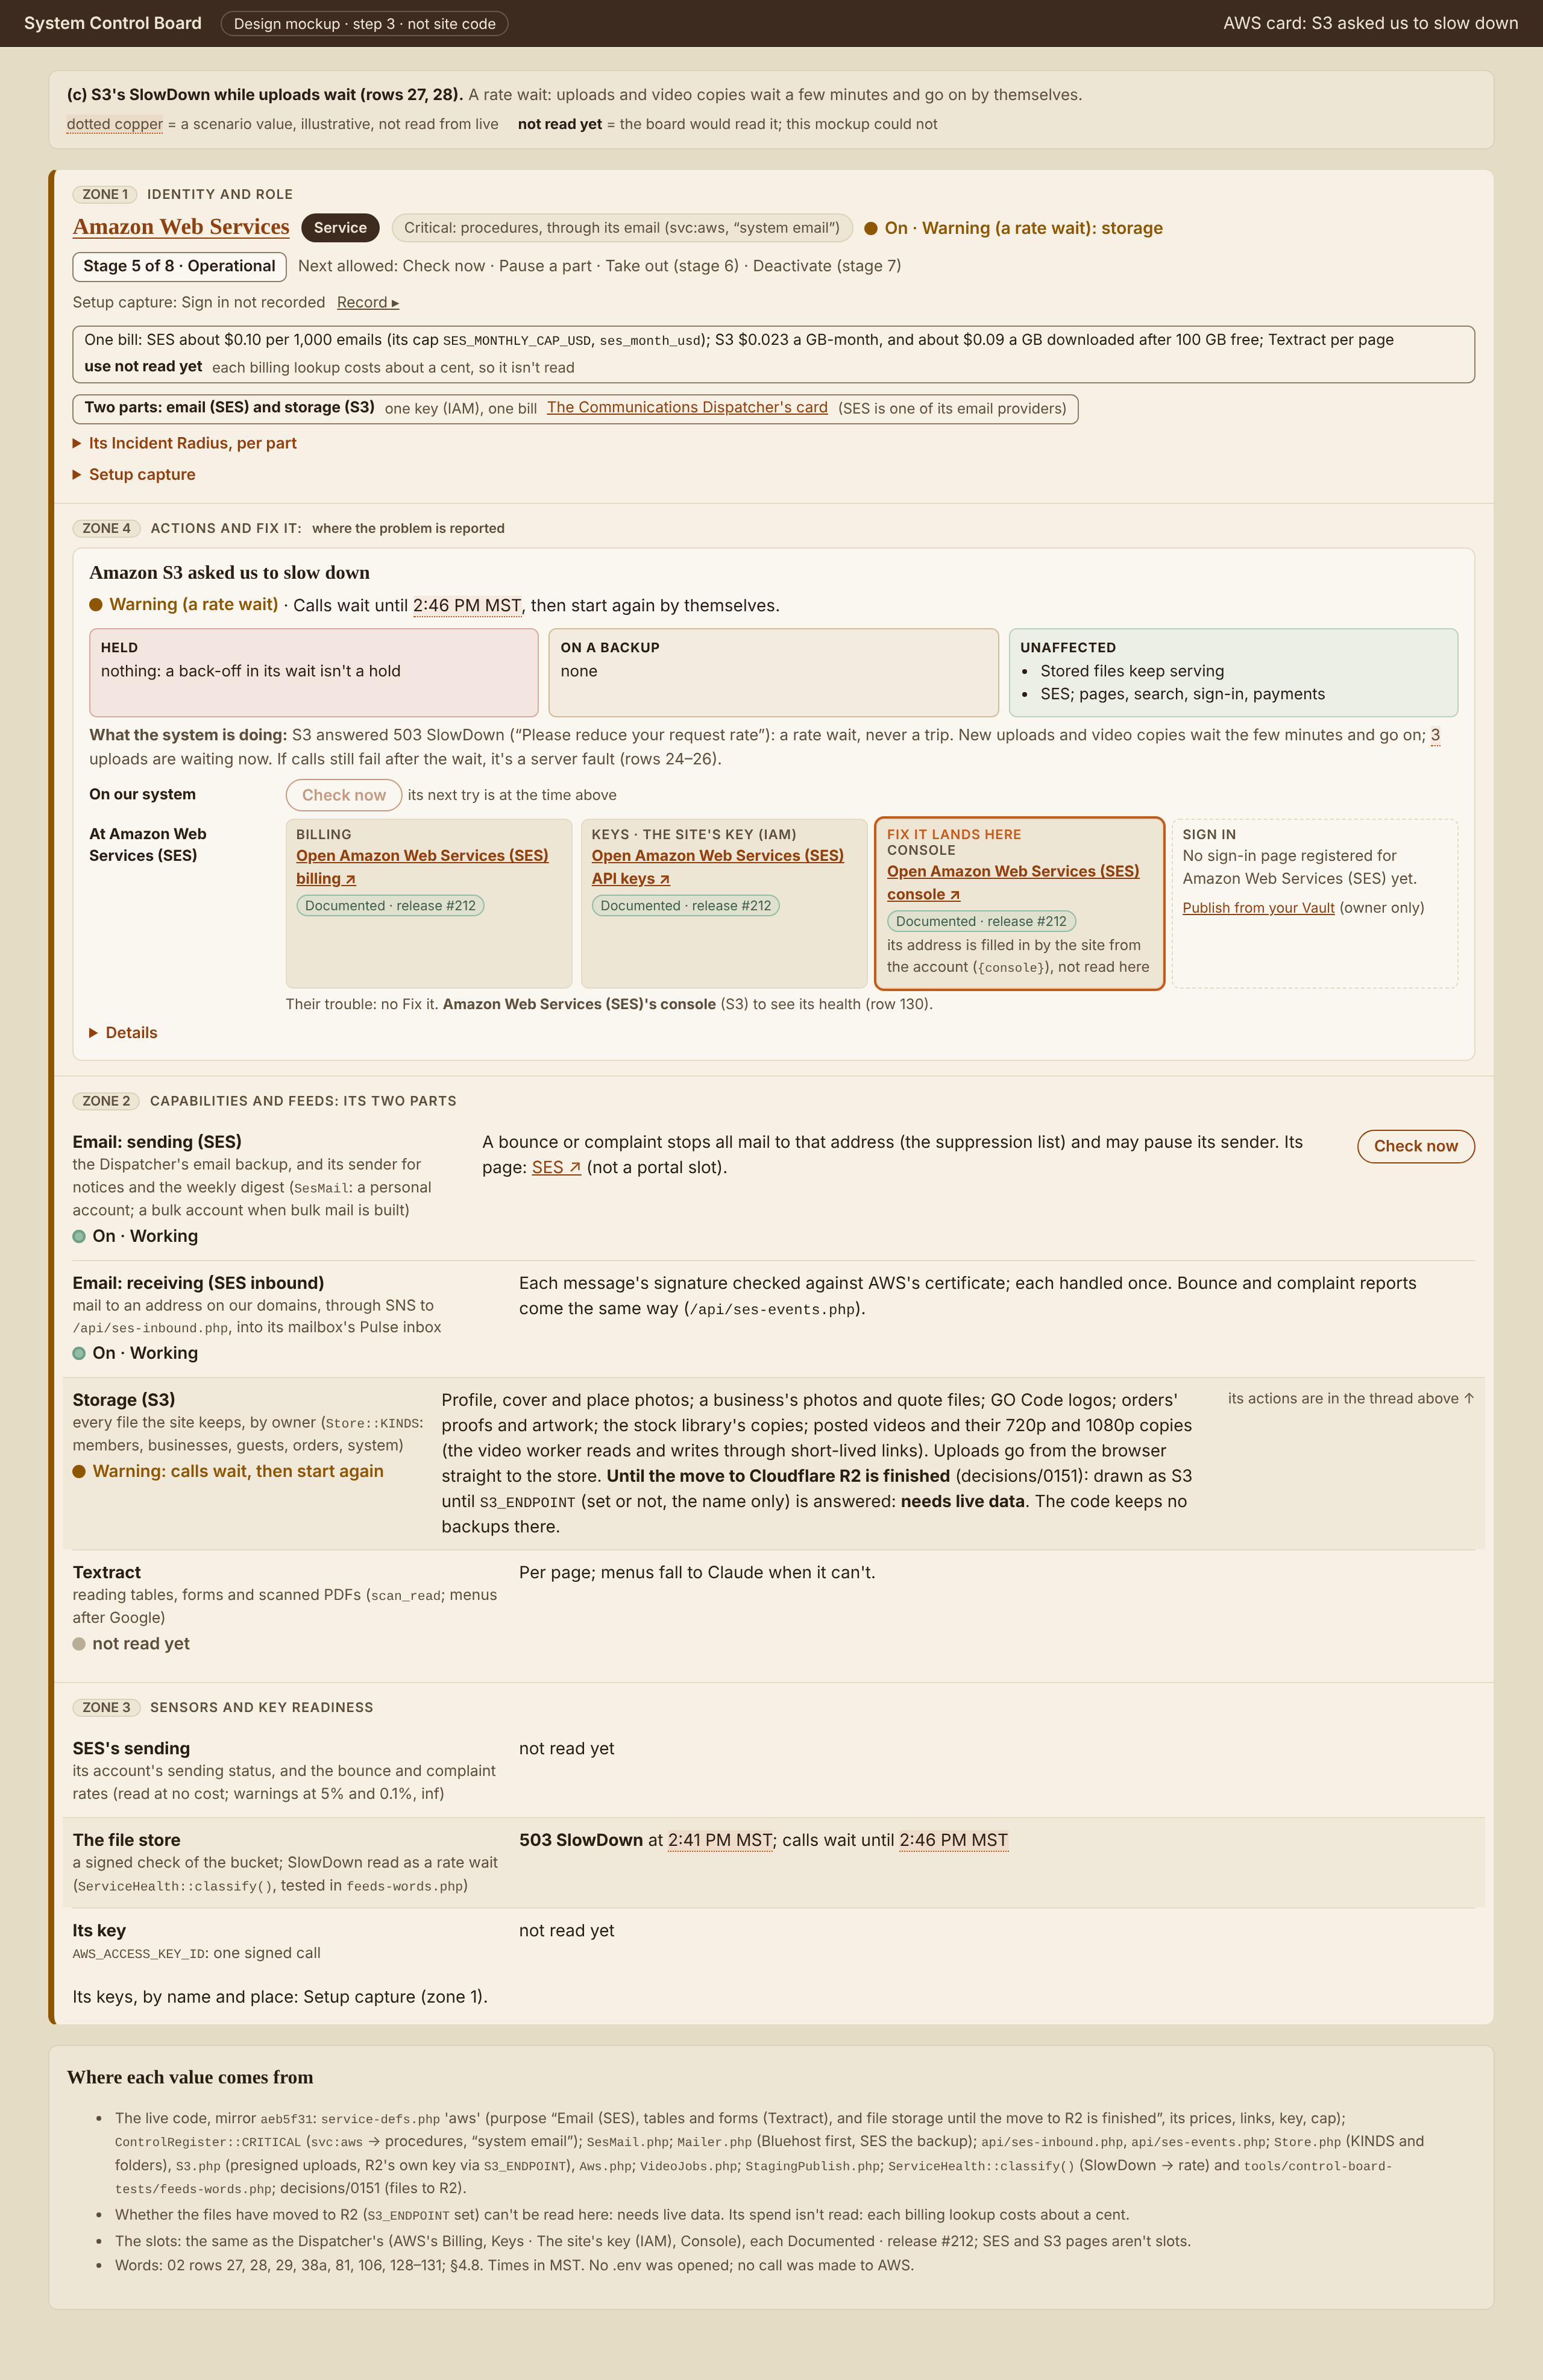 System Control Board
Design mockup · step 3 · not site code
AWS card: S3 asked us to slow down
(c) S3's SlowDown while uploads wait (rows 27, 28). A rate wait: uploads and video copies wait a few minutes and go on by themselves.
dotted copper = a scenario value, illustrative, not read from live not read yet = the board would read it; this mockup could not
ZONE 1 IDENTITY AND ROLE
Amazon Web Services Service Critical: procedures, through its email (svc:aws, “system email”) On · Warning (a rate wait): storage
Stage 5 of 8 · Operational Next allowed: Check now · Pause a part · Take out (stage 6) · Deactivate (stage 7)
Setup capture: Sign in not recorded Record ▸
One bill: SES about $0.10 per 1,000 emails (its cap SES_MONTHLY_CAP_USD, ses_month_usd); S3 $0.023 a GB-month, and about $0.09 a GB downloaded after 100 GB free; Textract per page
use not read yet each billing lookup costs about a cent, so it isn't read
Two parts: email (SES) and storage (S3) one key (IAM), one bill The Communications Dispatcher's card (SES is one of its email providers)
▶ Its Incident Radius, per part
▶ Setup capture
ZONE 4 ACTIONS AND FIX IT: where the problem is reported
Amazon S3 asked us to slow down
Warning (a rate wait) · Calls wait until 2:46 PM MST, then start again by themselves.
HELD
nothing: a back-off in its wait isn't a hold
ON A BACKUP
none
UNAFFECTED
• Stored files keep serving
• SES; pages, search, sign-in, payments
What the system is doing: S3 answered 503 SlowDown (“Please reduce your request rate”): a rate wait, never a trip. New uploads and video copies wait the few minutes and go on; 3
uploads are waiting now. If calls still fail after the wait, it's a server fault (rows 24–26).
On our system
Check now its next try is at the time above
At Amazon Web
Services (SES)
BILLING
Open Amazon Web Services (SES)
billing ↗
Documented · release #212
KEYS · THE SITE'S KEY (IAM)
Open Amazon Web Services (SES)
API keys ↗
Documented · release #212
FIX IT LANDS HERE
CONSOLE
Open Amazon Web Services (SES)
console ↗
Documented · release #212
its address is filled in by the site from
the account ({console}), not read here
SIGN IN
No sign-in page registered for
Amazon Web Services (SES) yet.
Publish from your Vault (owner only)
Their trouble: no Fix it. Amazon Web Services (SES)'s console (S3) to see its health (row 130).
▶ Details
ZONE 2 CAPABILITIES AND FEEDS: ITS TWO PARTS
Email: sending (SES)
the Dispatcher's email backup, and its sender for
notices and the weekly digest (SesMail: a personal
account; a bulk account when bulk mail is built)
On · Working
A bounce or complaint stops all mail to that address (the suppression list) and may pause its sender. Its
page: SES ↗ (not a portal slot).
Check now
Email: receiving (SES inbound)
mail to an address on our domains, through SNS to
/api/ses-inbound.php, into its mailbox's Pulse inbox
On · Working
Each message's signature checked against AWS's certificate; each handled once. Bounce and complaint reports
come the same way (/api/ses-events.php).
Storage (S3)
every file the site keeps, by owner (Store::KINDS:
members, businesses, guests, orders, system)
Warning: calls wait, then start again
Profile, cover and place photos; a business's photos and quote files; GO Code logos; orders'
proofs and artwork; the stock library's copies; posted videos and their 720p and 1080p copies
(the video worker reads and writes through short-lived links). Uploads go from the browser
straight to the store. Until the move to Cloudflare R2 is finished (decisions/0151): drawn as S3
until S3_ENDPOINT (set or not, the name only) is answered: needs live data. The code keeps no
backups there.
its actions are in the thread above ↑
Textract
reading tables, forms and scanned PDFs (scan_read; menus
after Google)
not read yet
Per page; menus fall to Claude when it can't.
ZONE 3 SENSORS AND KEY READINESS
SES's sending
its account's sending status, and the bounce and complaint
rates (read at no cost; warnings at 5% and 0.1%, inf)
not read yet
The file store
a signed check of the bucket; SlowDown read as a rate wait
(ServiceHealth::classify(), tested in feeds-words.php)
503 SlowDown at 2:41 PM MST; calls wait until 2:46 PM MST
Its key
AWS_ACCESS_KEY_ID: one signed call
not read yet
Its keys, by name and place: Setup capture (zone 1).
Where each value comes from
• The live code, mirror aeb5f31: service-defs.php 'aws' (purpose “Email (SES), tables and forms (Textract), and file storage until the move to R2 is finished”, its prices, links, key, cap);
ControlRegister::CRITICAL (svc:aws → procedures, “system email”); SesMail.php; Mailer.php (Bluehost first, SES the backup); api/ses-inbound.php, api/ses-events.php; Store.php (KINDS and
folders), S3.php (presigned uploads, R2's own key via S3_ENDPOINT), Aws.php; VideoJobs.php; StagingPublish.php; ServiceHealth::classify() (SlowDown → rate) and tools/control-board-
tests/feeds-words.php; decisions/0151 (files to R2).
• Whether the files have moved to R2 (S3_ENDPOINT set) can't be read here: needs live data. Its spend isn't read: each billing lookup costs about a cent.
• The slots: the same as the Dispatcher's (AWS's Billing, Keys · The site's key (IAM), Console), each Documented · release #212; SES and S3 pages aren't slots.
• Words: 02 rows 27, 28, 29, 38a, 81, 106, 128–131; §4.8. Times in MST. No .env was opened; no call was made to AWS.